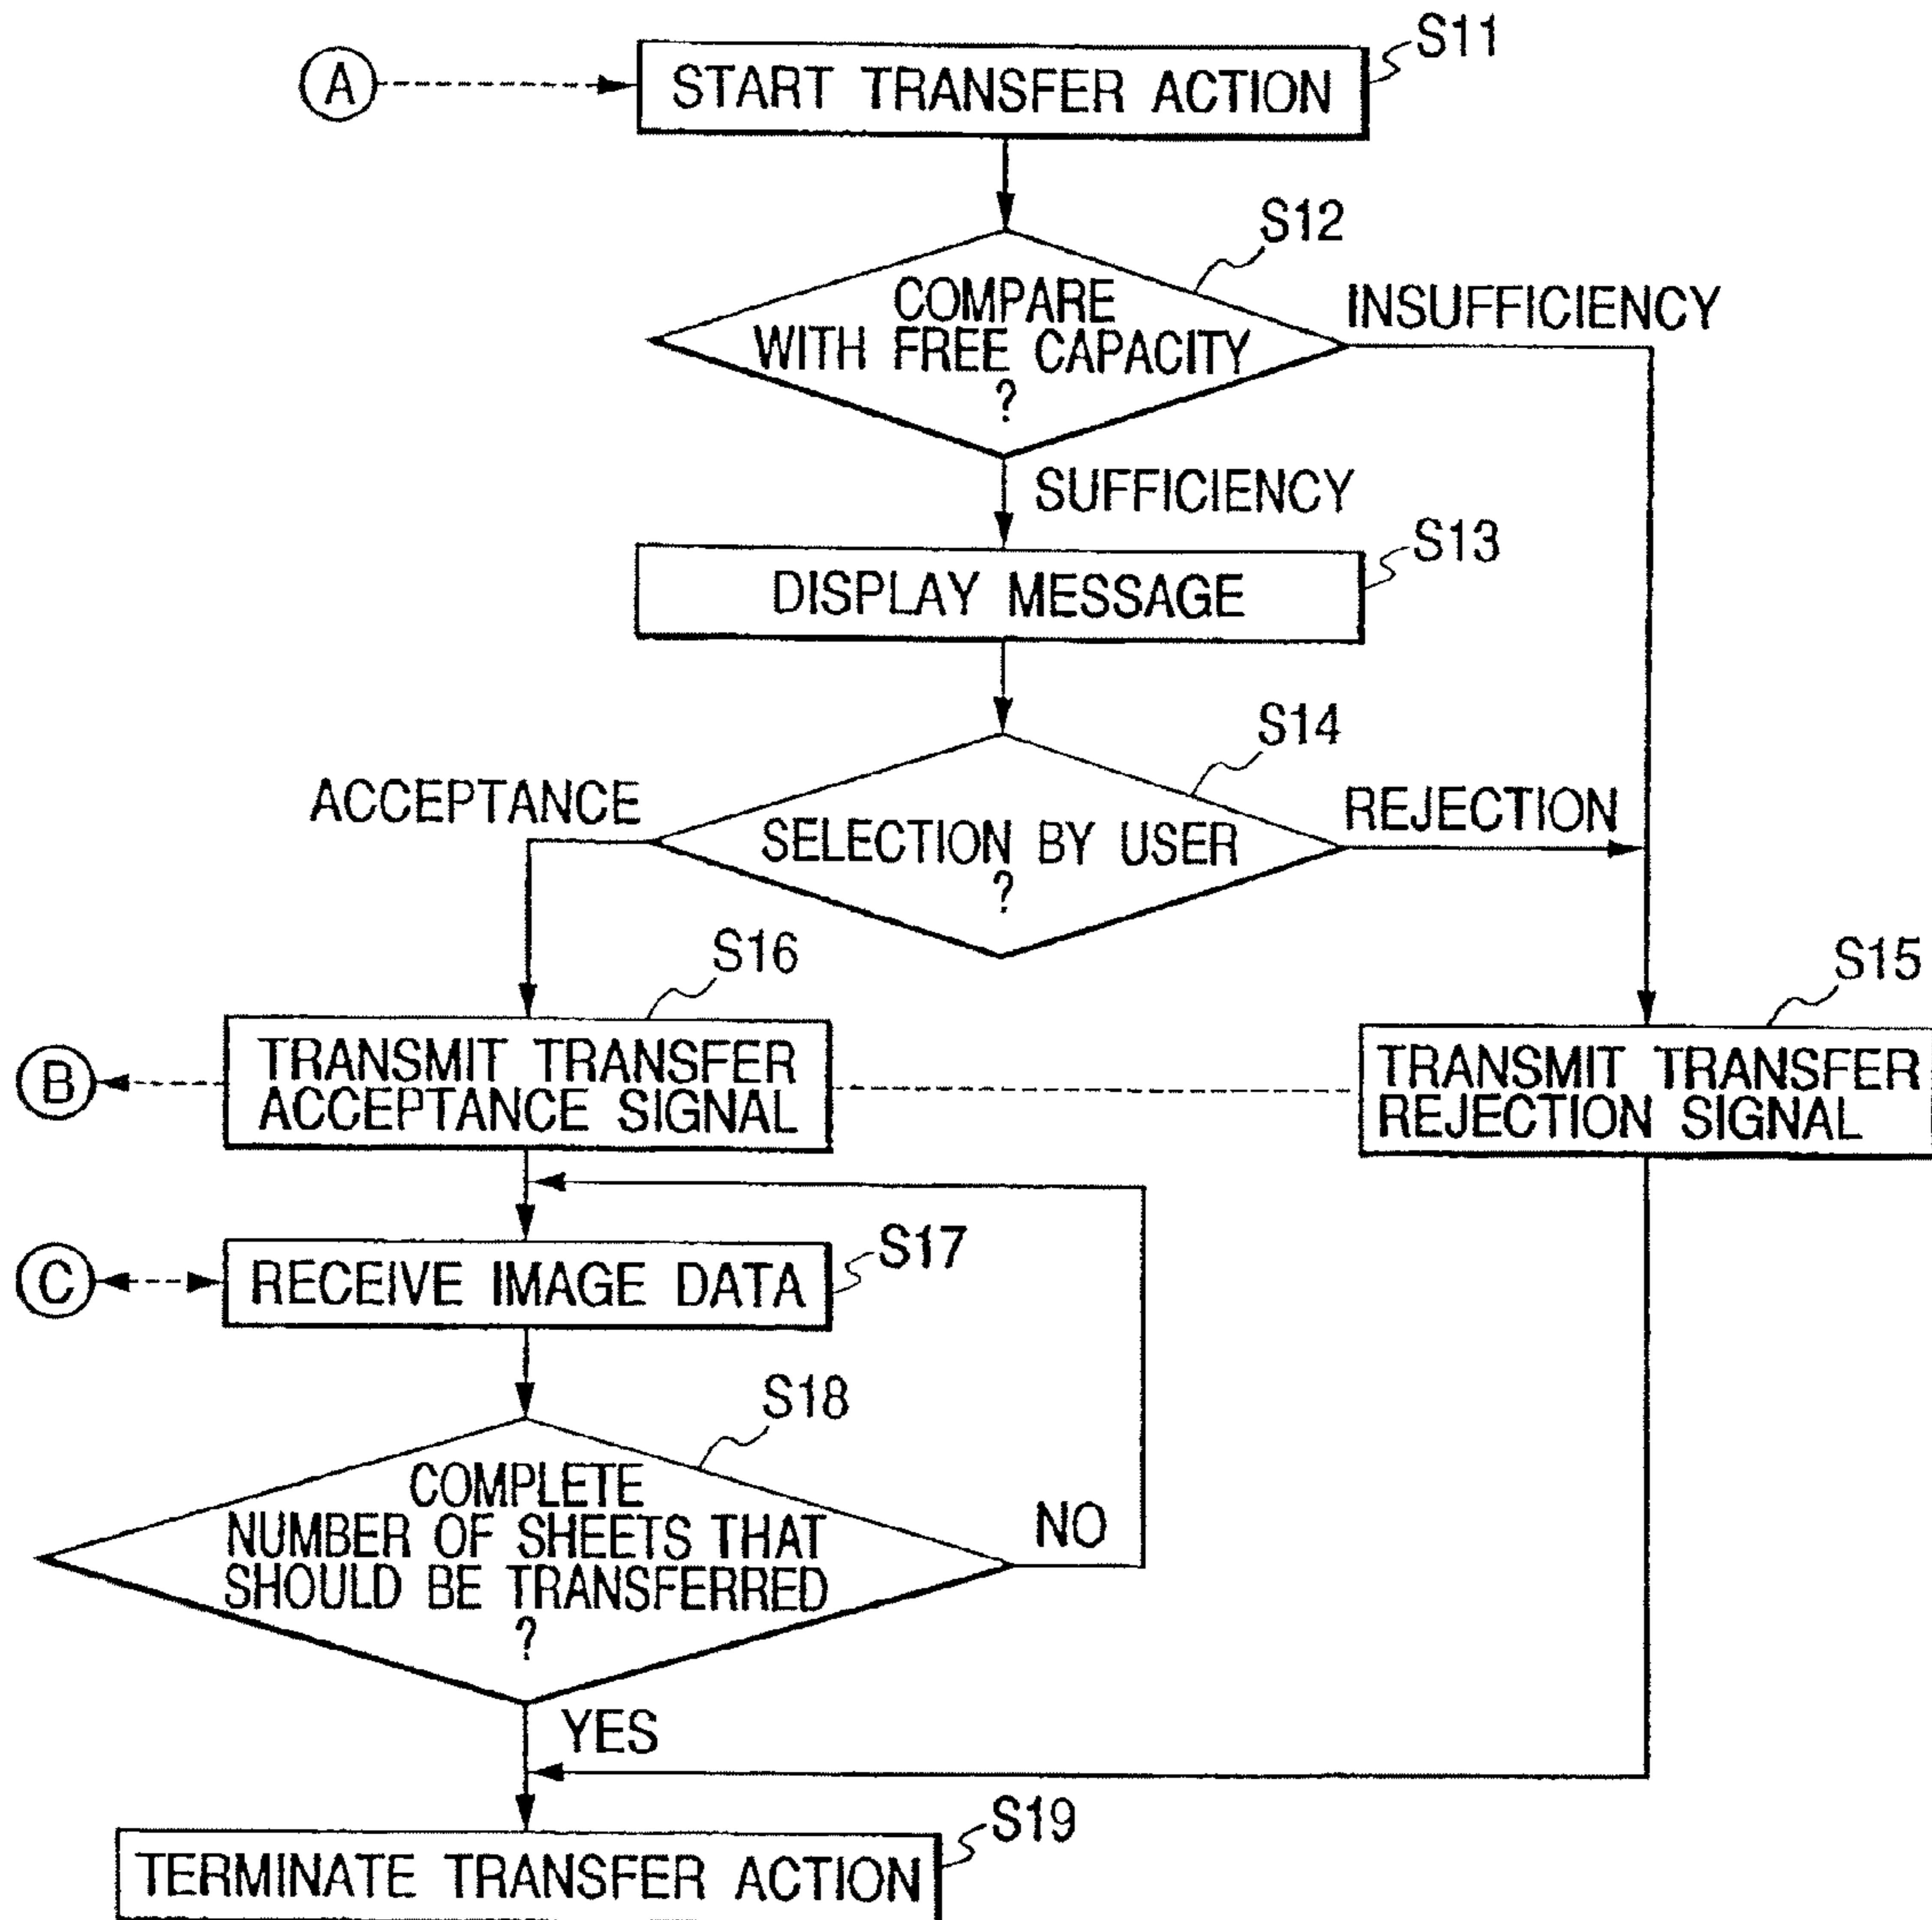 S11
A
START TRANSFER ACTION
S12
COMPARE
WITH FREE CAPACITY
?
INSUFFICIENCY
SUFFICIENCY
S13
DISPLAY MESSAGE
S14
ACCEPTANCE
REJECTION
SELECTION BY USER
?
S16
S15
B
TRANSMIT TRANSFER
ACCEPTANCE SIGNAL
TRANSMIT TRANSFER
REJECTION SIGNAL
S17
C
RECEIVE IMAGE DATA
S18
COMPLETE
NUMBER OF SHEETS THAT
SHOULD BE TRANSFERRED
?
NO
YES
S19
TERMINATE TRANSFER ACTION